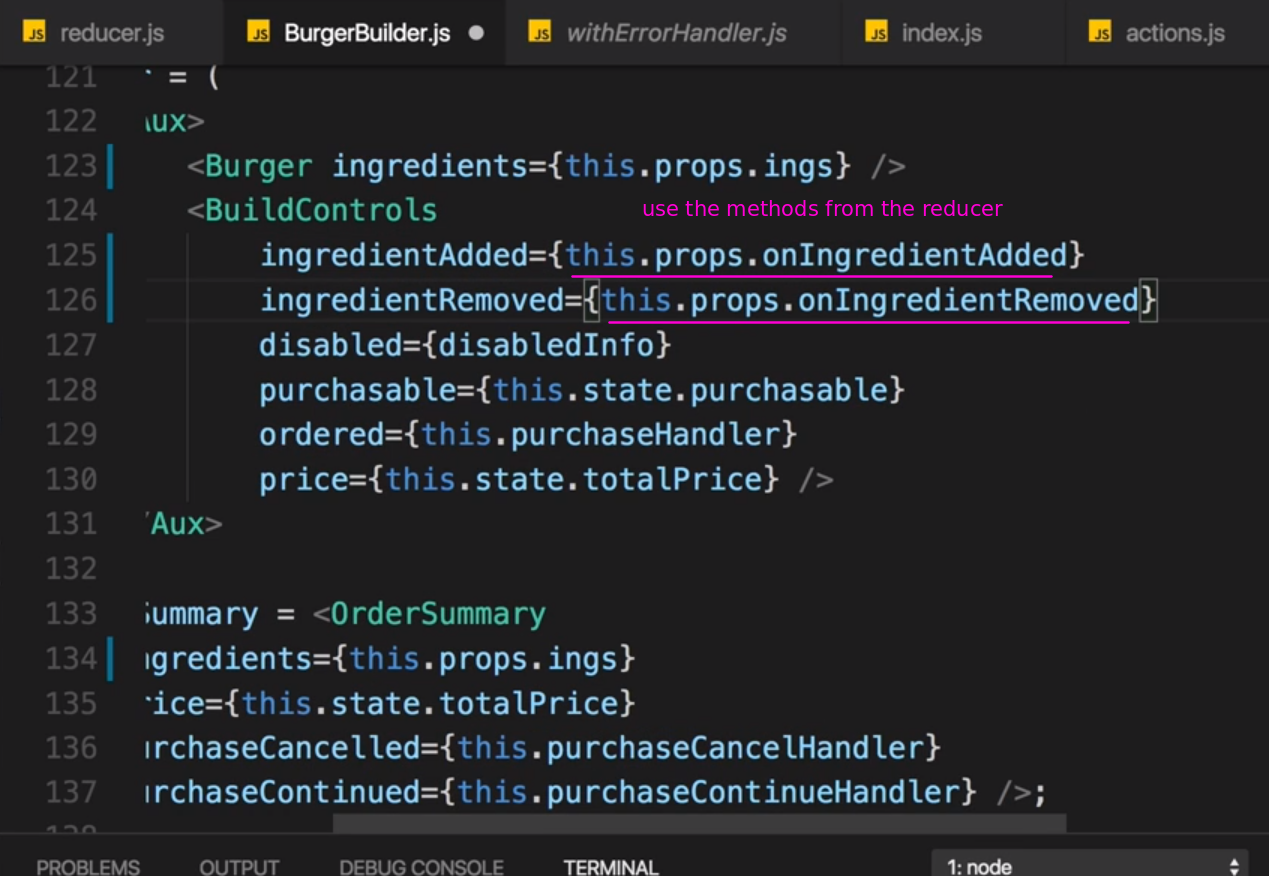 JS reducer.js JS BurgerBuilder.js JS withErrorHandler.js JS index.js JS actions.js
121 = (
122 Aux>
123 <Burger ingredients={this.props.ings} />
124 <BuildControls use the methods from the reducer
125 ingredientAdded={this.props.onIngredientAdded}
126 ingredientRemoved={this.props.onIngredientRemoved}
127 disabled={disabledInfo}
128 purchasable={this.state.purchasable}
129 ordered={this.purchaseHandler}
130 price={this.state.totalPrice} />
131 /Aux>
132
133 Summary = <OrderSummary
134 ngredients={this.props.ings}
135 rice={this.state.totalPrice}
136 urchaseCancelled={this.purchaseCancelHandler}
137 urchaseContinued={this.purchaseContinueHandler} />;
138
PROBLEMS OUTPUT DEBUG CONSOLE TERMINAL 1: node